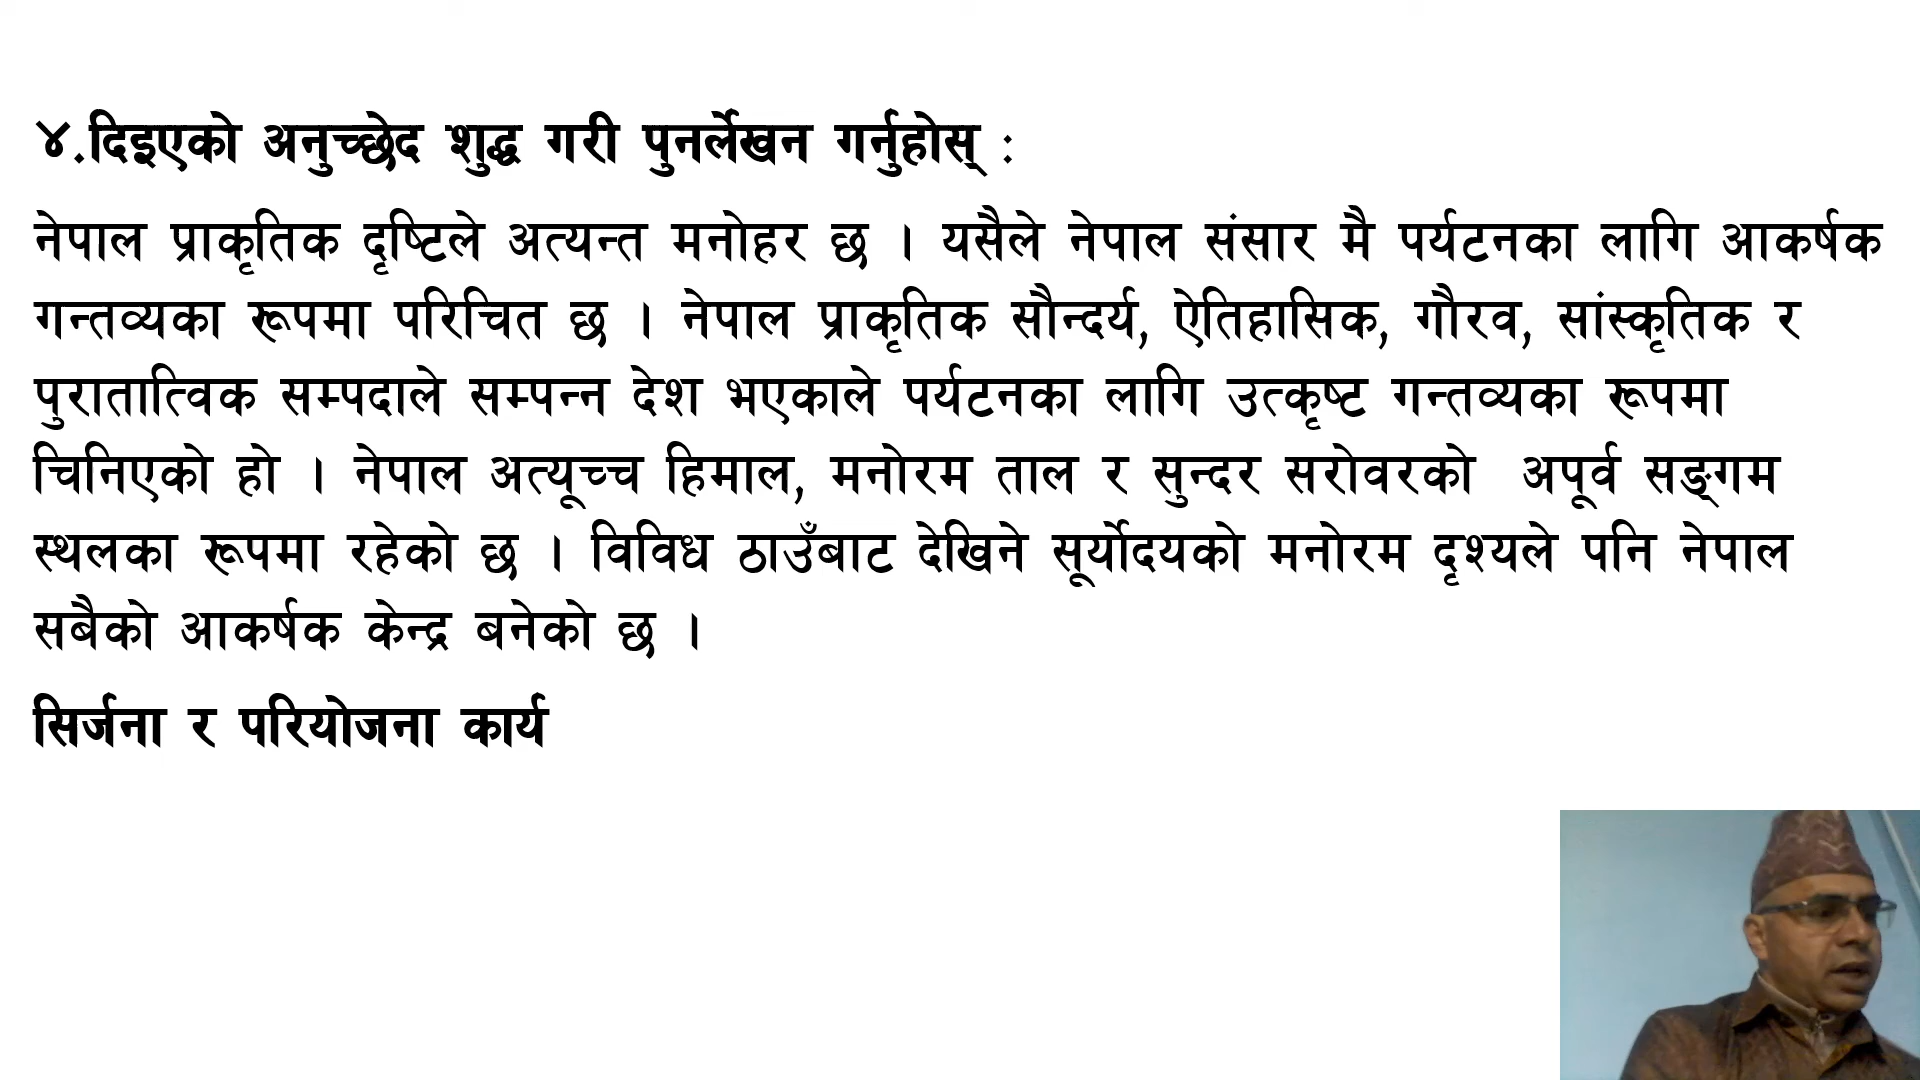 ४.दिइएको अनुच्छेद शुद्ध गरी पुनर्लेखन गर्नुहोस् :
नेपाल प्राकृतिक दृष्टिले अत्यन्त मनोहर छ । यसैले नेपाल संसार मै पर्यटनका लागि आकर्षक
गन्तव्यका रूपमा परिचित छ । नेपाल प्राकृतिक सौन्दर्य, ऐतिहासिक, गौरव, सांस्कृतिक र
पुरातात्विक सम्पदाले सम्पन्न देश भएकाले पर्यटनका लागि उत्कृष्ट गन्तव्यका रूपमा
चिनिएको हो । नेपाल अत्यूच्च हिमाल, मनोरम ताल र सुन्दर सरोवरको अपूर्व सङ्गम
स्थलका रूपमा रहेको छ । विविध ठाउँबाट देखिने सूर्योदयको मनोरम दृश्यले पनि नेपाल
सबैको आकर्षक केन्द्र बनेको छ ।
सिर्जना र परियोजना कार्य